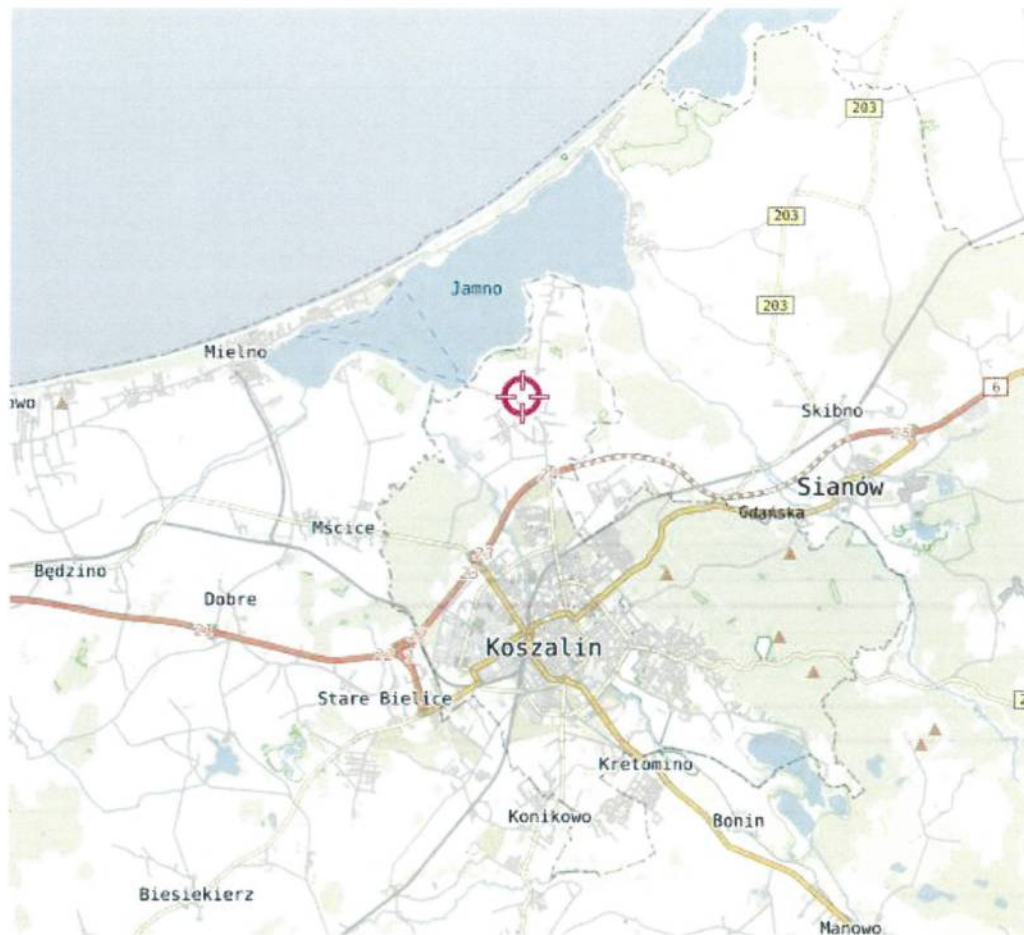 203
203
Jamno
203
Mielno
owo
6
Skibno
Sianów
Gdańska
Mścice
Będzino
Dobre
Koszalin
Stare Bielice
Kretomino
Konikowo
Bonin
Biesiekierz
Manowo